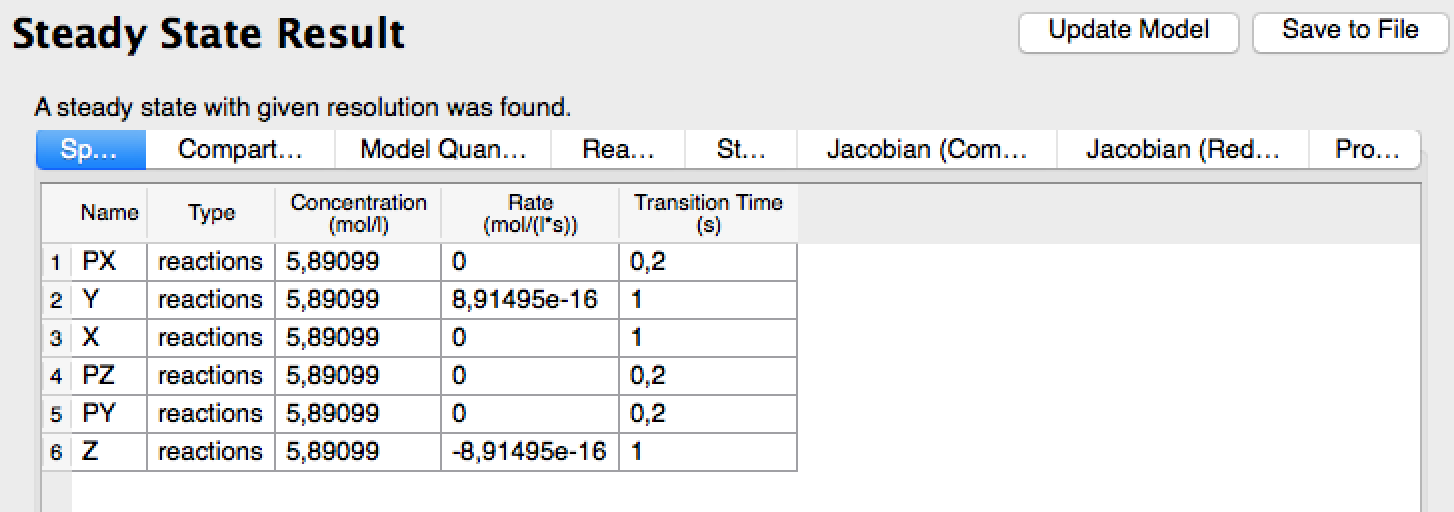 Steady State Result
Update Model
Save to File
A steady state with given resolution was found.
Sp... Compart... Model Quan... Rea... St... Jacobian (Com... Jacobian (Red... Pro...
Name Type Concentration (mol/l) Rate (mol/(l*s)) Transition Time (s)
1 PX reactions 5,89099 0 0,2
2 Y reactions 5,89099 8,91495e-16 1
3 X reactions 5,89099 0 1
4 PZ reactions 5,89099 0 0,2
5 PY reactions 5,89099 0 0,2
6 Z reactions 5,89099 -8,91495e-16 1